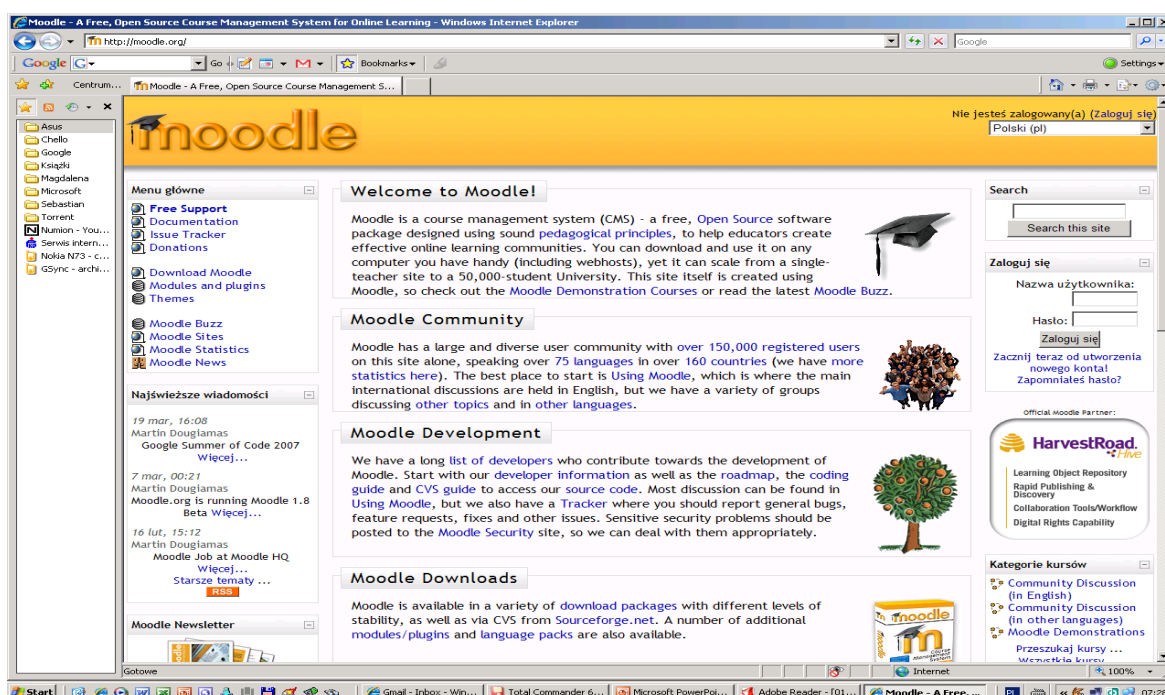 Moodle - A Free, Open Source Course Management System for Online Learning - Windows Internet Explorer
http://moodle.org/
Google
Google
Go
Bookmarks
Settings
Centrum...
Moodle - A Free, Open Source Course Management S...
Asus
Chello
Google
Książki
Magdalena
Microsoft
Sebastian
Torrent
Numion - You...
Serwis intern...
Nokia N73 - c...
GSync - archi...
moodle
Nie jesteś zalogowany(a) (Zaloguj się)
Polski (pl)
Menu główne
Free Support
Documentation
Issue Tracker
Donations
Download Moodle
Modules and plugins
Themes
Moodle Buzz
Moodle Sites
Moodle Statistics
Moodle News
Najświeższe wiadomości
19 mar, 16:08
Martin Dougiamas
Google Summer of Code 2007
Więcej...
7 mar, 00:21
Martin Dougiamas
Moodle.org is running Moodle 1.8
Beta Więcej...
16 lut, 15:12
Martin Dougiamas
Moodle Job at Moodle HQ
Więcej...
Starsze tematy ...
RSS
Moodle Newsletter
Welcome to Moodle!
Moodle is a course management system (CMS) - a free, Open Source software
package designed using sound pedagogical principles, to help educators create
effective online learning communities. You can download and use it on any
computer you have handy (including webhosts), yet it can scale from a single-
teacher site to a 50,000-student University. This site itself is created using
Moodle, so check out the Moodle Demonstration Courses or read the latest Moodle Buzz.
Moodle Community
Moodle has a large and diverse user community with over 150,000 registered users
on this site alone, speaking over 75 languages in over 160 countries (we have more
statistics here). The best place to start is Using Moodle, which is where the main
international discussions are held in English, but we have a variety of groups
discussing other topics and in other languages.
Moodle Development
We have a long list of developers who contribute towards the development of
Moodle. Start with our developer information as well as the roadmap, the coding
guide and CVS guide to access our source code. Most discussion can be found in
Using Moodle, but we also have a Tracker where you should report general bugs,
feature requests, fixes and other issues. Sensitive security problems should be
posted to the Moodle Security site, so we can deal with them appropriately.
Moodle Downloads
Moodle is available in a variety of download packages with different levels of
stability, as well as via CVS from Sourceforge.net. A number of additional
modules/plugins and language packs are also available.
moodle
Search
Search this site
Zaloguj się
Nazwa użytkownika:
Hasło:
Zaloguj się
Zacznij teraz od utworzenia
nowego konta!
Zapomniałeś hasło?
Official Moodle Partner:
HarvestRoad.
Hive
Learning Object Repository
Rapid Publishing &
Discovery
Collaboration Tools/Workflow
Digital Rights Capability
Kategorie kursów
Community Discussion
(in English)
Community Discussion
(in other languages)
Moodle Demonstrations
Przeszukaj kursy ...
Wszystkie kursy
Gotowe
Internet
100%
Start
Gmail - Inbox - Win...
Total Commander 6...
Microsoft PowerPoi...
Adobe Reader - [01...
Moodle - A Free, ...
PL